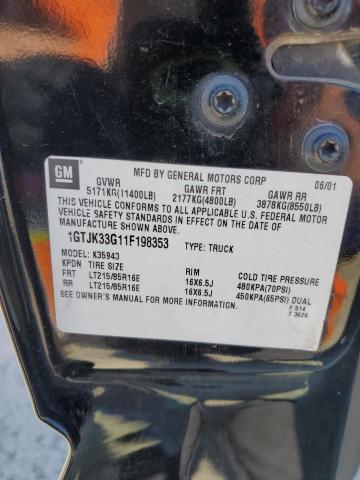 GM
MFD BY GENERAL MOTORS CORP 06/01
GVWR GAWR FRT GAWR RR
5171KG(11400LB) 2177KG(4800LB) 3878KG(8550LB)
THIS VEHICLE CONFORMS TO ALL APPLICABLE U.S. FEDERAL MOTOR
VEHICLE SAFETY STANDARDS IN EFFECT ON THE DATE OF
MANUFACTURE SHOWN ABOVE.
1GTJK33G11F198353 TYPE: TRUCK
MODEL: K35943
KPDN TIRE SIZE RIM COLD TIRE PRESSURE
FRT LT215/85R16E 16X6.5J 480KPA(70PSI)
RR LT215/85R16E 16X6.5J 450KPA(65PSI) DUAL
SEE OWNER'S MANUAL FOR MORE INFORMATION
F 514
T 3628